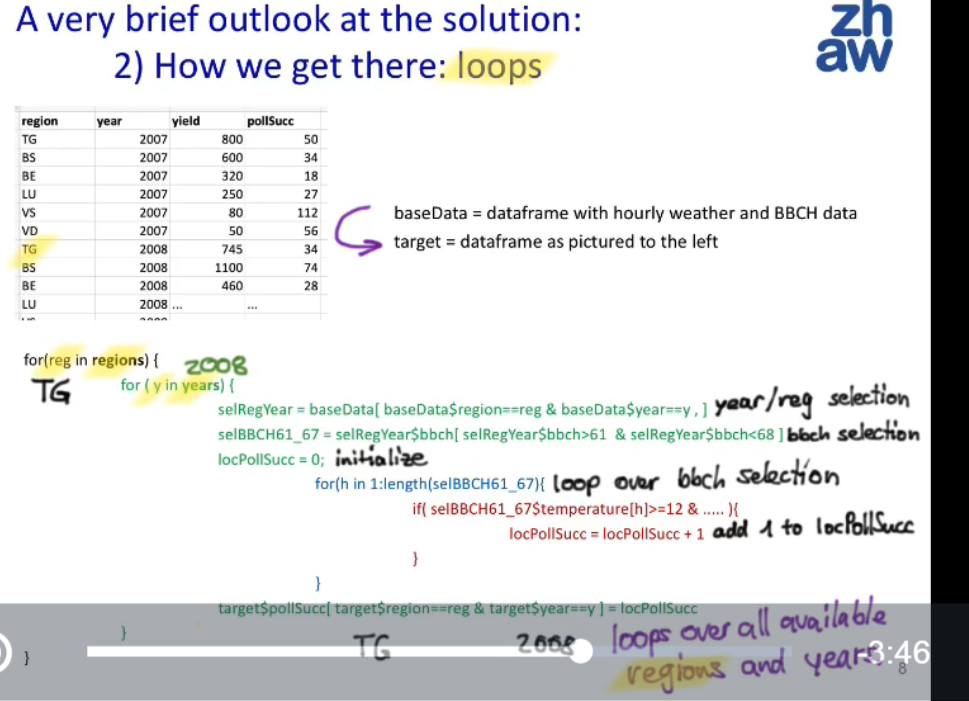 A very brief outlook at the solution:
2) How we get there: loops
zh
aw
region year yield pollSucc
TG 2007 800 50
BS 2007 600 34
BE 2007 320 18
LU 2007 250 27
VS 2007 80 112
VD 2007 50 56
TG 2008 745 34
BS 2008 1100 74
BE 2008 460 28
LU 2008 ... ...
baseData = dataframe with hourly weather and BBCH data
target = dataframe as pictured to the left
for(reg in regions) { 2008
TG for ( y in years) {
selRegYear = baseData[ baseData$region==reg & baseData$year==y , ] year/reg selection
selBBCH61_67 = selRegYear$bbch[ selRegYear$bbch>61 & selRegYear$bbch<68 ] bbch selection
locPollSucc = 0; initialize
for(h in 1:length(selBBCH61_67){ loop over bbch selection
if( selBBCH61_67$temperature[h]>=12 & ..... ){
locPollSucc = locPollSucc + 1 add 1 to locPollSucc
}
}
target$pollSucc[ target$region==reg & target$year==y ] = locPollSucc
}
TG 2008 loops over all available
} regions and years
-3:46
8